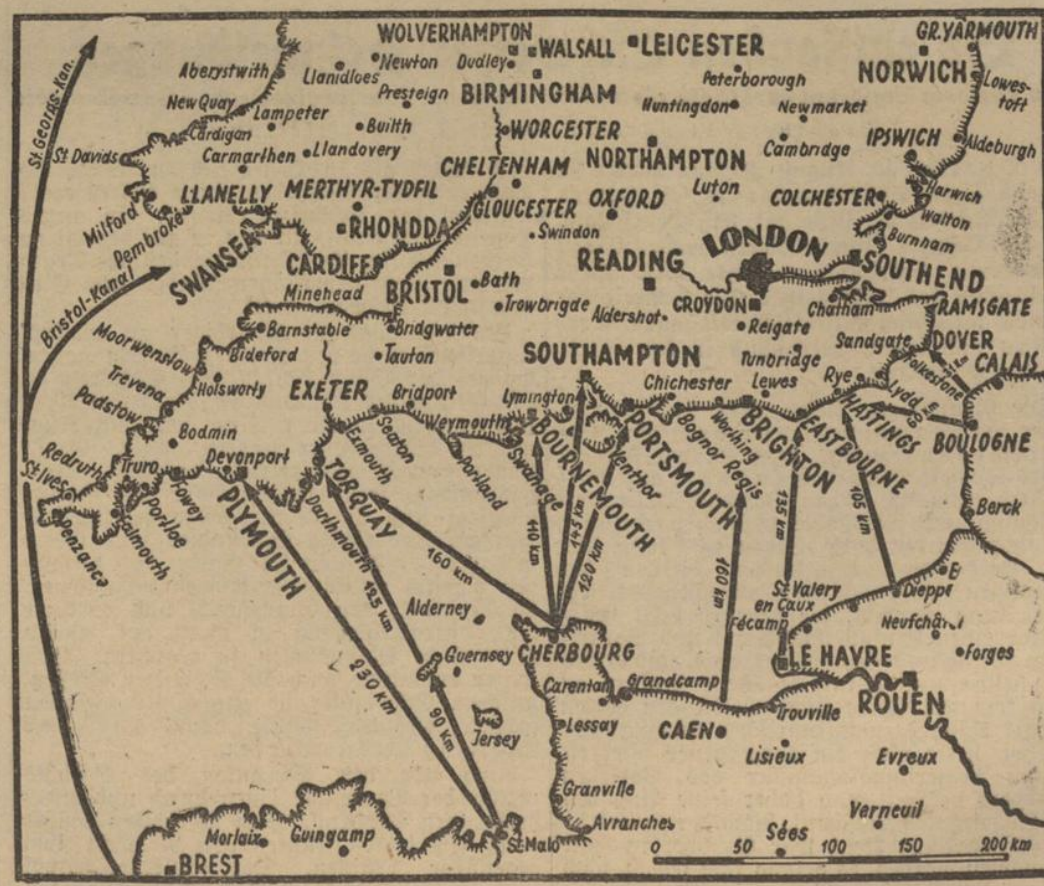 WOLVERHAMPTON
WALSALL
LEICESTER
GR.YARMOUTH
Newton
Dudley
Aberystwith
Llanidloes
Peterborough
NORWICH
Lowes-
toft
New Quay
Presteign
BIRMINGHAM
Huntingdon
Newmarket
St. Georgs-Kan.
Lampeter
Cardigan
Builth
WORCESTER
Cambridge
IPSWICH
Aldeburgh
St Davids
Carmarthen
Llandovery
CHELTENHAM
NORTHAMPTON
Harwich
LLANELLY
MERTHYR-TYDFIL
Luton
COLCHESTER
Milford
Pembroke
GLOUCESTER
OXFORD
Walton
RHONDDA
Swindon
LONDON
Burnham
SWANSEA
CARDIFF
READING
SOUTHEND
Bristol-Kanal
Minehead
BRISTOL
Bath
CROYDON
Chatham
RAMSGATE
Trowbrigde
Aldershot
Barnstable
Bridgwater
Reigate
Sandgate
DOVER
Moorwenslow
Bideford
Tauton
SOUTHAMPTON
Tunbridge
Folkestone
CALAIS
Trevena
Holsworty
EXETER
Bridport
Chichester
Lewes
Rye
Lydd
Padstow
Lymington
Weymouth
HASTINGS
BOULOGNE
Bodmin
Exmouth
Seaton
Swanage
BOURNEMOUTH
Ventnor
PORTSMOUTH
Bognor Regis
Worthing
BRIGHTON
EASTBOURNE
Redruth
Truro
Devonport
Portland
St Ives
Fowey
TORQUAY
Portloe
PLYMOUTH
Darthmouth
Falmouth
Penzance
Berck
160 km
110 km
145 km
120 km
160 km
135 km
105 km
125 km
Alderney
St Valery
en Caux
Dieppe
Fécamp
Guernsey
CHERBOURG
LE HAVRE
Forges
230 km
90 Km
Carentan
Grandcamp
ROUEN
Jersey
Lessay
CAEN
Trouville
Lisieux
Evreux
Granville
Verneuil
Morlaix
Guingamp
St Malo
Avranches
Sées
BREST
0 50 100 150 200 km